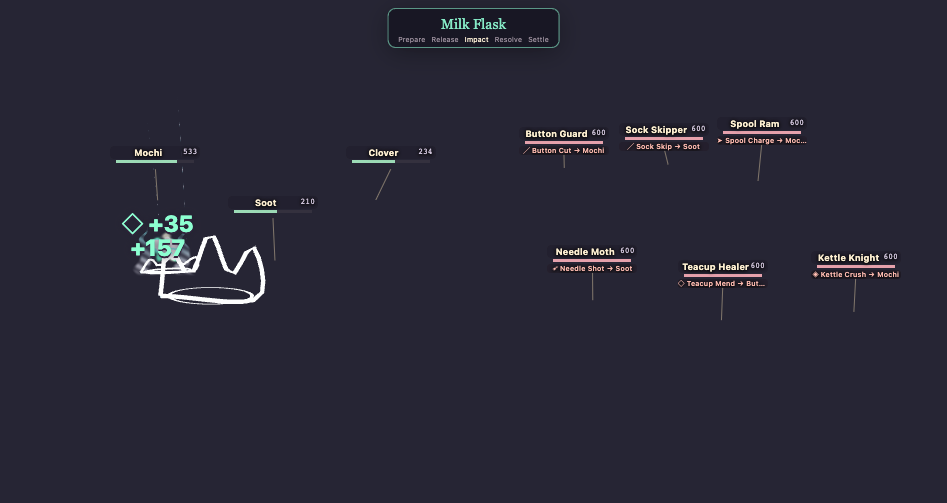 Milk Flask
Prepare Release Impact Resolve Settle
Mochi 533
Clover 234
Soot 210
+35
+157
Button Guard 600
Button Cut → Mochi
Sock Skipper 600
Sock Skip → Soot
Spool Ram 600
Spool Charge → Moc...
Needle Moth 600
Needle Shot → Soot
Teacup Healer 600
Teacup Mend → But...
Kettle Knight 600
Kettle Crush → Mochi